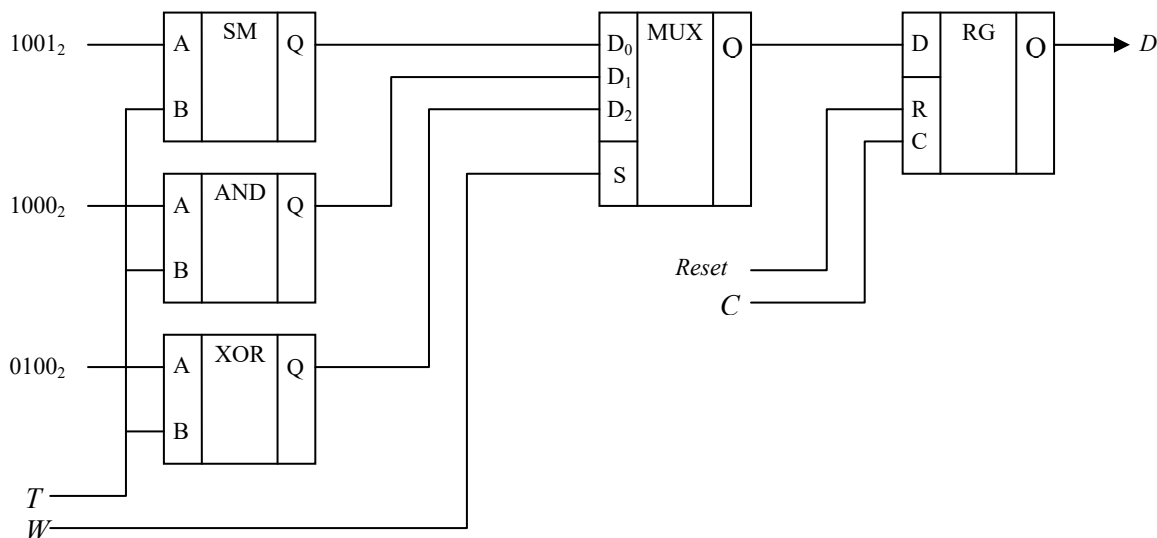 1001₂ A SM Q D₀ MUX Q D RG Q D
D₁
B D₂ R
C
S
1000₂ A AND Q
B Reset
C
0100₂ A XOR Q
B
T
W